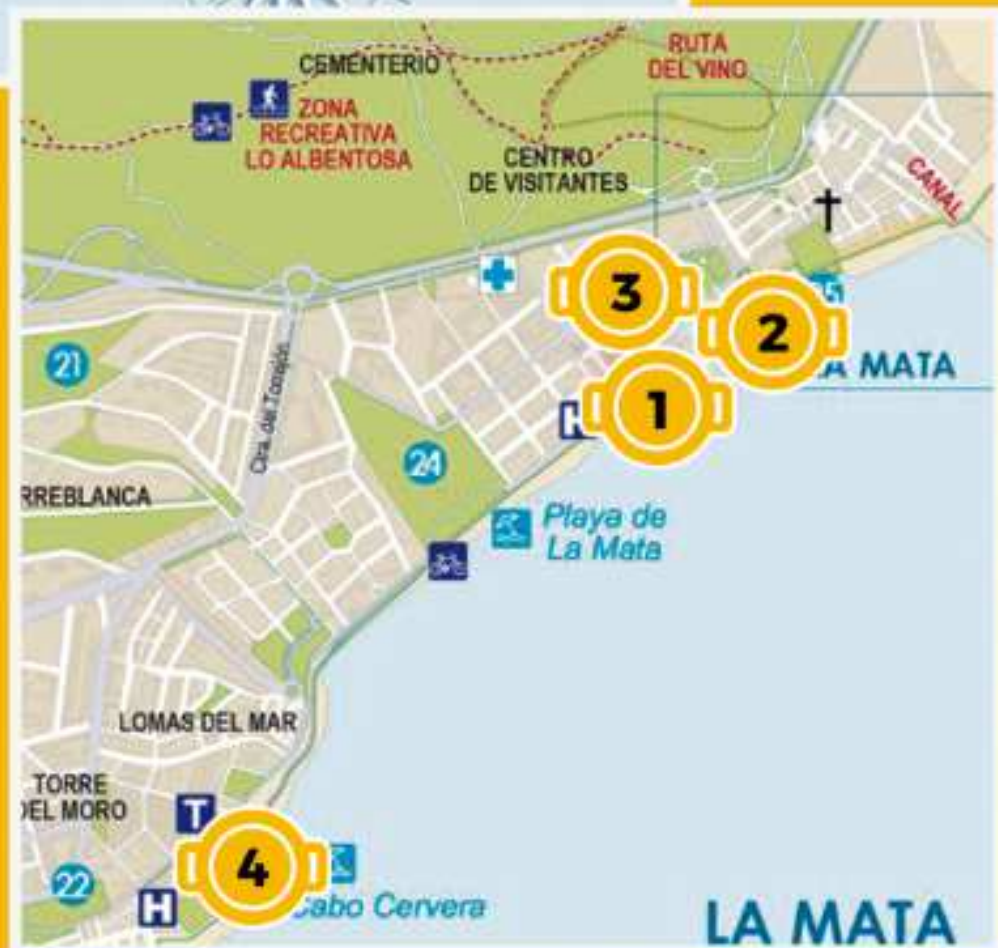 CEMENTERIO
RUTA
DEL VINO
ZONA
RECREATIVA
LO ALBENTOSA
CENTRO
DE VISITANTES
CANAL
3
2
A MATA
1
H
21
Ctra. del Torrejón
24
RREBLANCA
Playa de
La Mata
LOMAS DEL MAR
TORRE
DEL MORO
T
4
22
H
Cabo Cervera
LA MATA